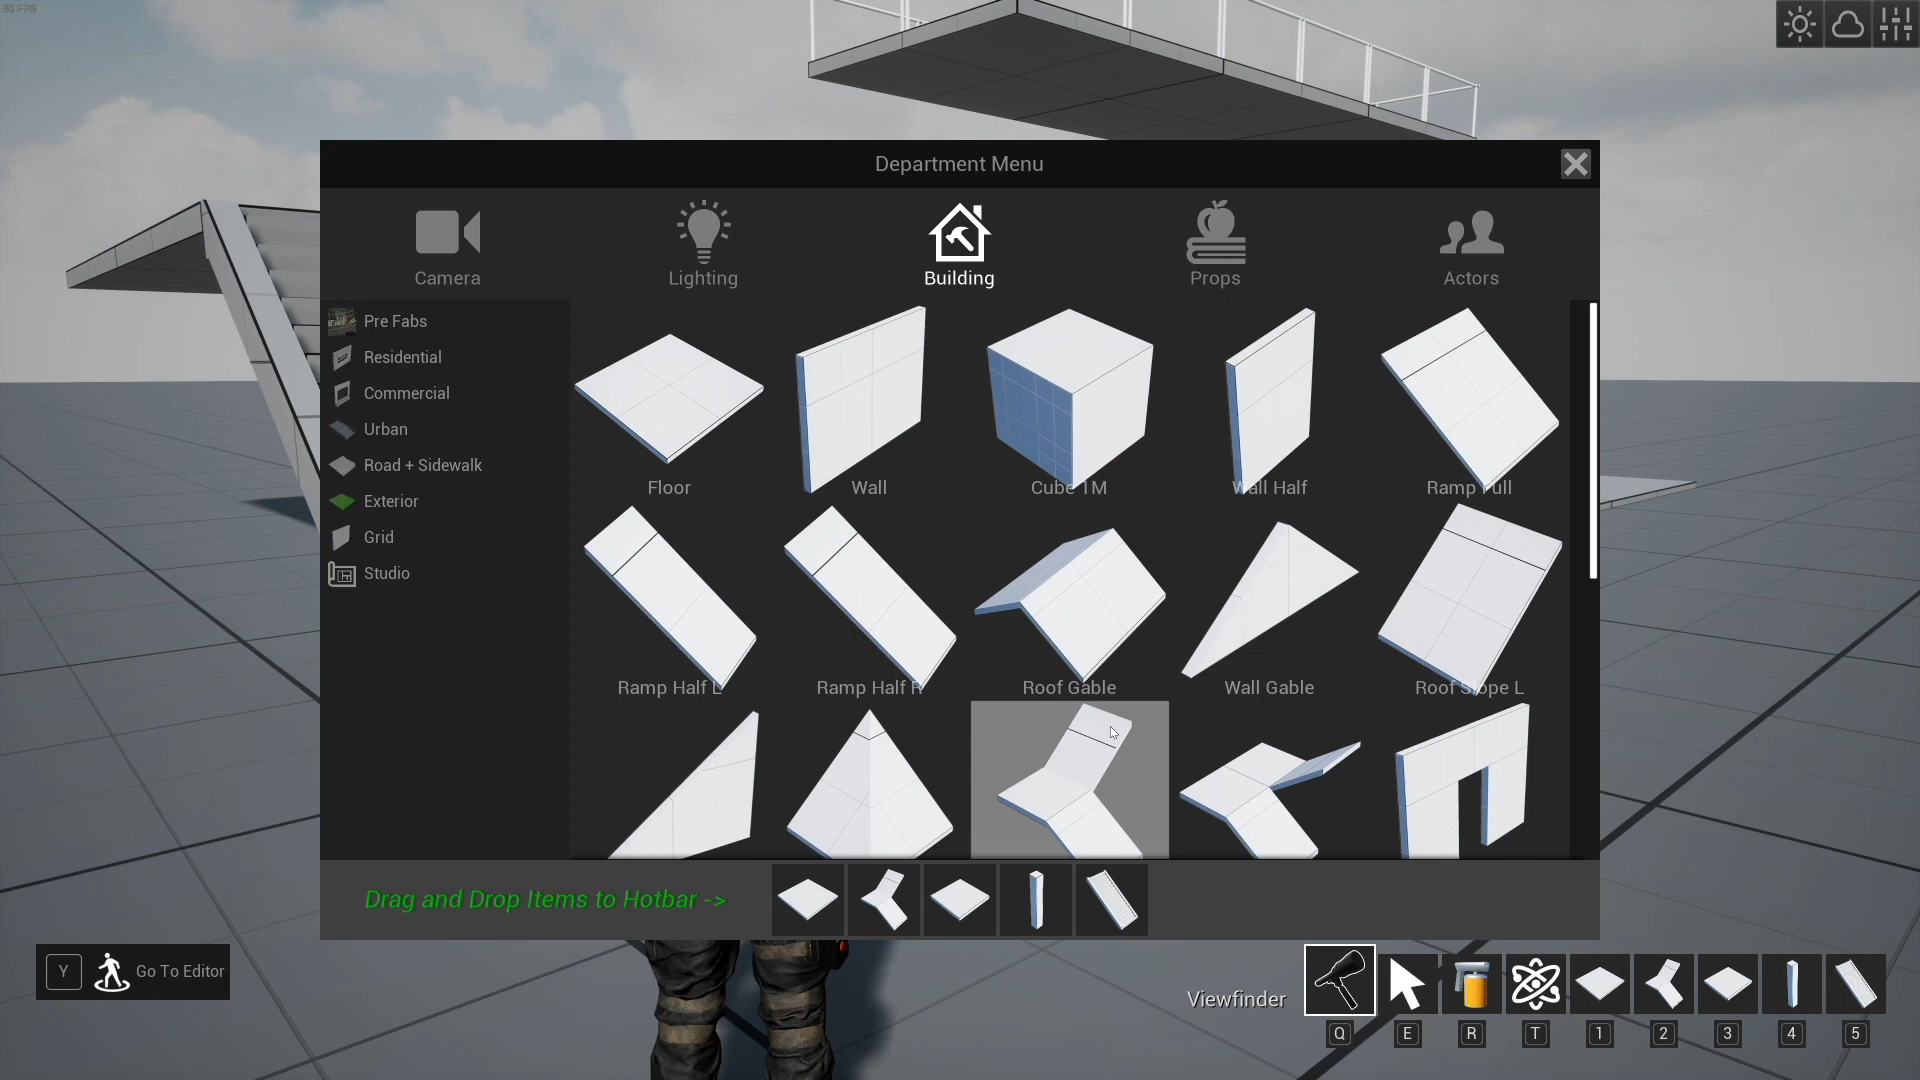 60 FPS
Department Menu
Camera
Lighting
Building
Props
Actors
Pre Fabs
Residential
Commercial
Urban
Road + Sidewalk
Exterior
Grid
Studio
Floor
Wall
Cube 1M
Wall Half
Ramp Full
Ramp Half L
Ramp Half R
Roof Gable
Wall Gable
Roof Slope L
Drag and Drop Items to Hotbar ->
Y Go To Editor
Viewfinder
Q E R T 1 2 3 4 5